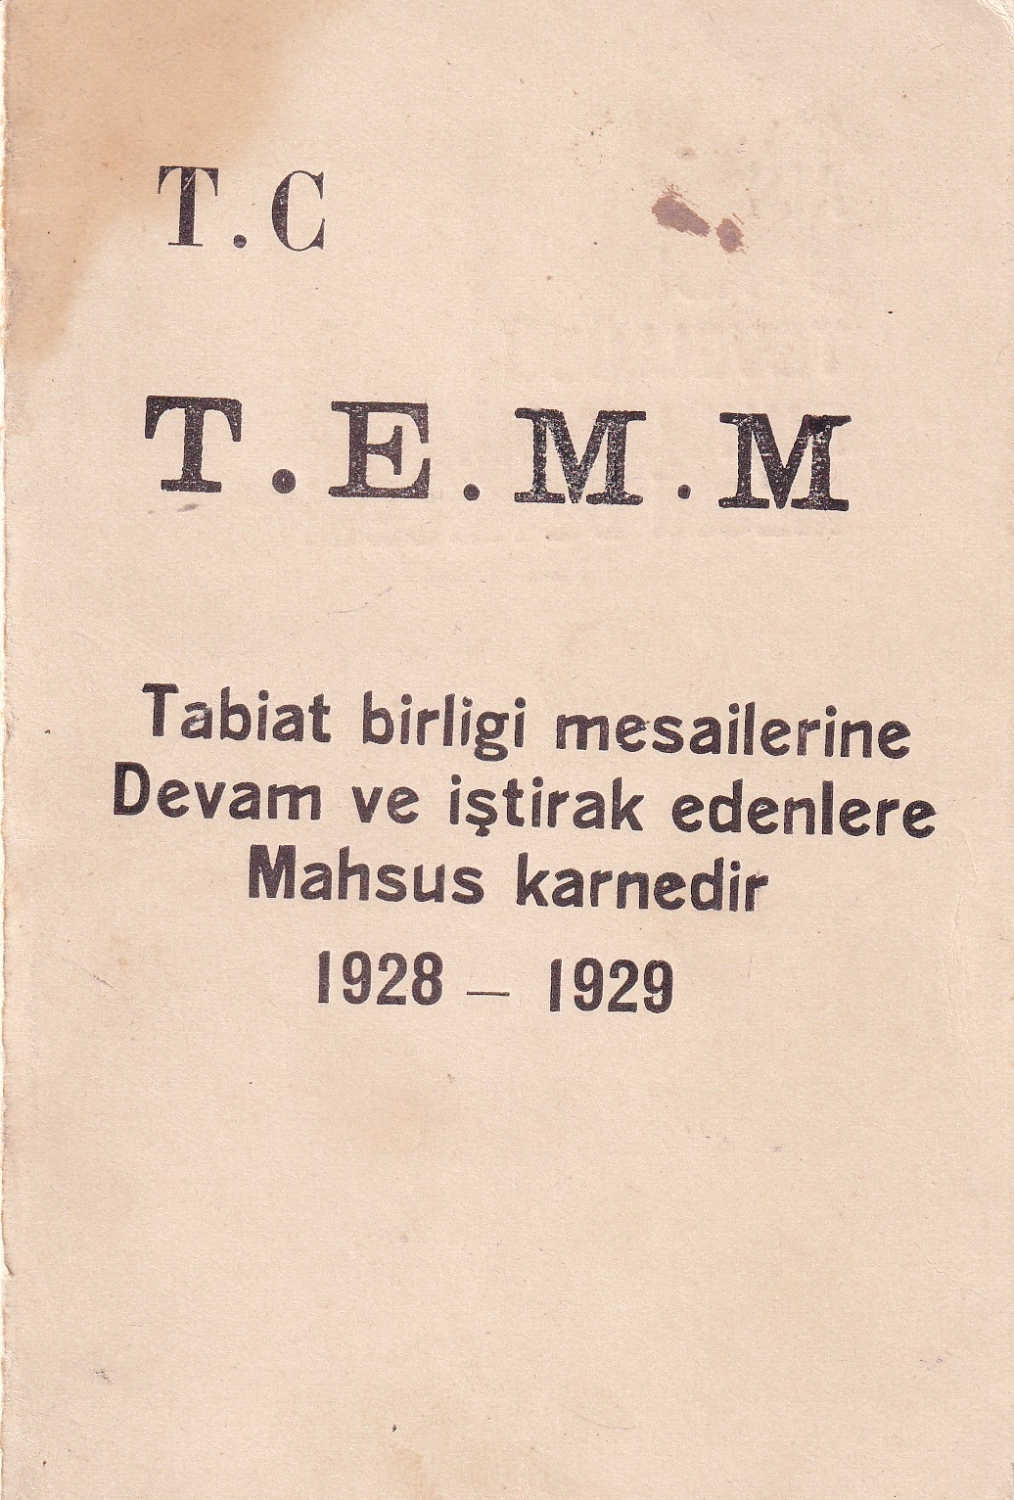 T.C
T.E.M.M
Tabiat birligi mesailerine
Devam ve iştirak edenlere
Mahsus karnedir
1928 — 1929